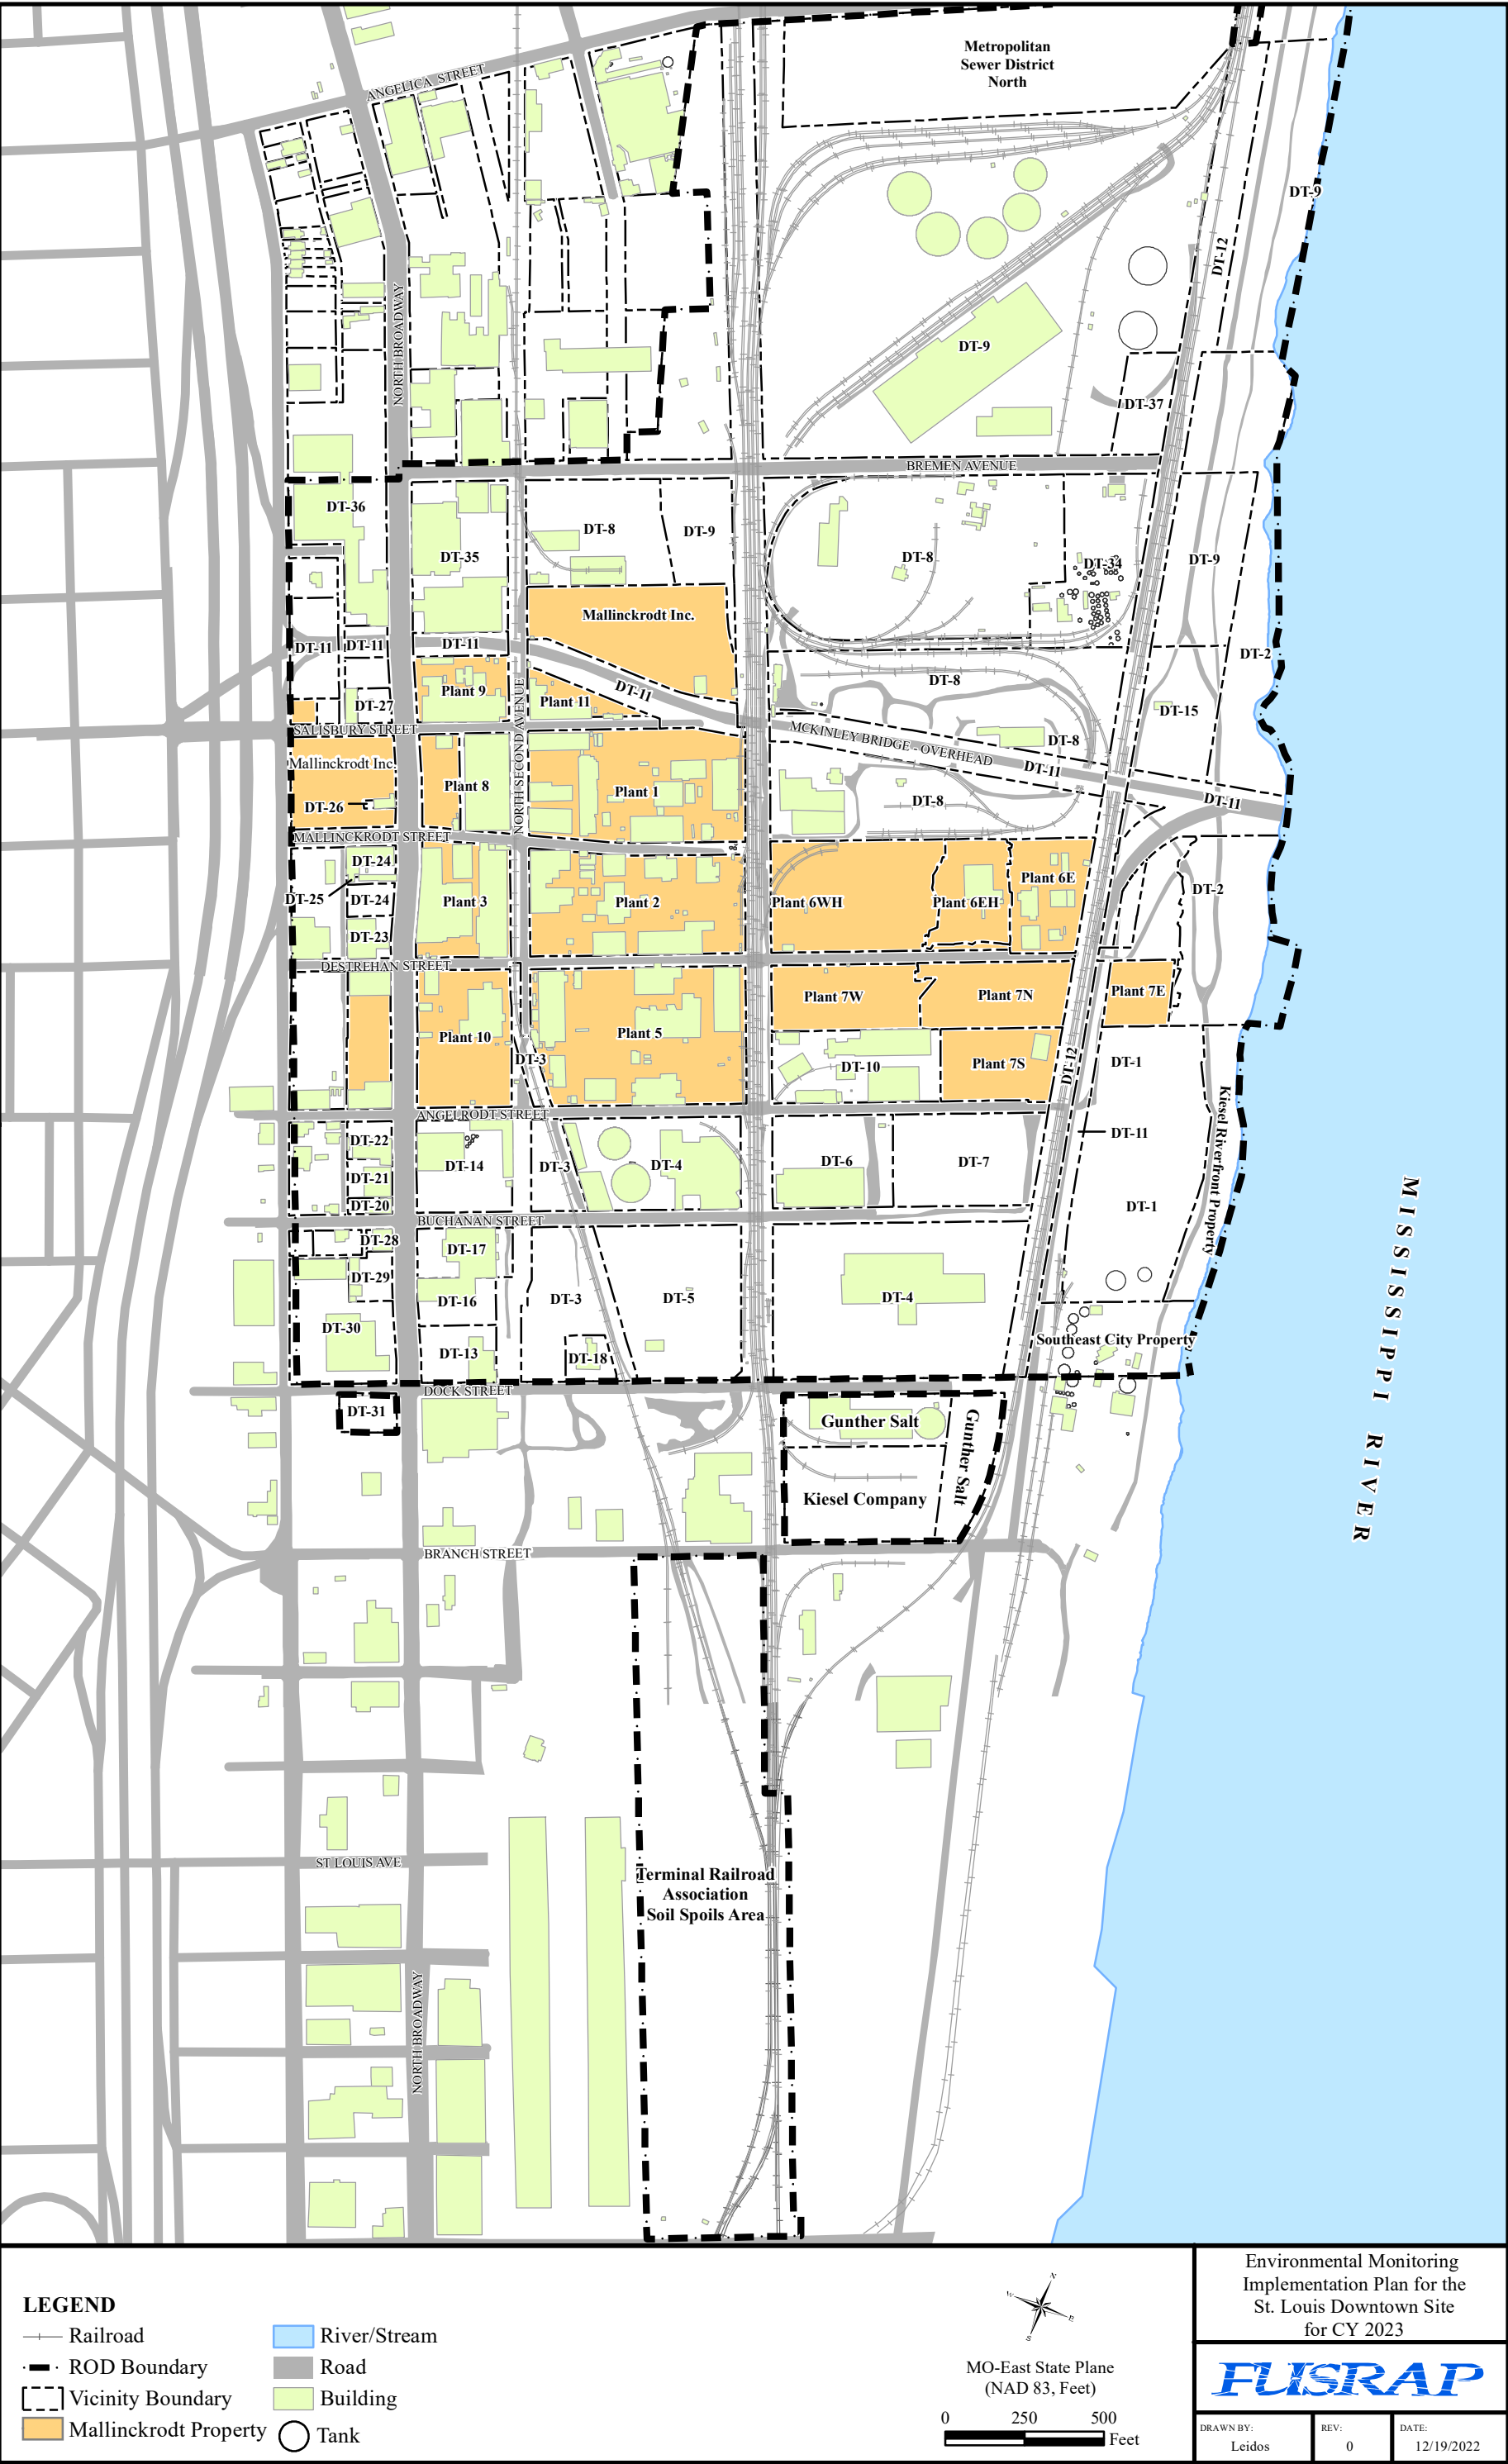 Metropolitan
Sewer District
North
ANGELICA STREET
DT-9
DT-12
NORTH BROADWAY
DT-9
DT-37
BREMEN AVENUE
DT-36
DT-35
DT-8
DT-9
DT-8
DT-34
DT-9
Mallinckrodt Inc.
DT-11
DT-11
DT-11
DT-2
DT-8
Plant 9
DT-11
Plant 11
DT-27
DT-15
NORTH SECOND AVENUE
SALISBURY STREET
MCKINLEY BRIDGE - OVERHEAD
DT-8
Mallinckrodt Inc.
DT-11
Plant 8
Plant 1
DT-8
DT-11
DT-26
MALLINCKRODT STREET
DT-24
DT-25
DT-24
Plant 3
Plant 2
Plant 6WH
Plant 6EH
Plant 6E
DT-2
DT-23
DESTREHAN STREET
Plant 7W
Plant 7N
Plant 7E
Plant 10
Plant 5
DT-3
DT-10
Plant 7S
DT-12
DT-1
Kiesel Riverfront Property
ANGELRODT STREET
DT-11
DT-22
DT-14
DT-3
DT-4
DT-6
DT-7
DT-21
DT-20
DT-1
BUCHANAN STREET
DT-28
DT-17
DT-29
DT-16
DT-3
DT-5
DT-4
DT-30
DT-13
DT-18
Southeast City Property
MISSISSIPPI RIVER
DOCK STREET
DT-31
Gunther Salt
Gunther Salt
Kiesel Company
BRANCH STREET
ST LOUIS AVE
Terminal Railroad
Association
Soil Spoils Area
NORTH BROADWAY
LEGEND
Railroad
ROD Boundary
Vicinity Boundary
Mallinckrodt Property
River/Stream
Road
Building
Tank
N
W
E
S
MO-East State Plane
(NAD 83, Feet)
0 250 500
Feet
Environmental Monitoring
Implementation Plan for the
St. Louis Downtown Site
for CY 2023
FUSRAP
DRAWN BY:
Leidos
REV:
0
DATE:
12/19/2022